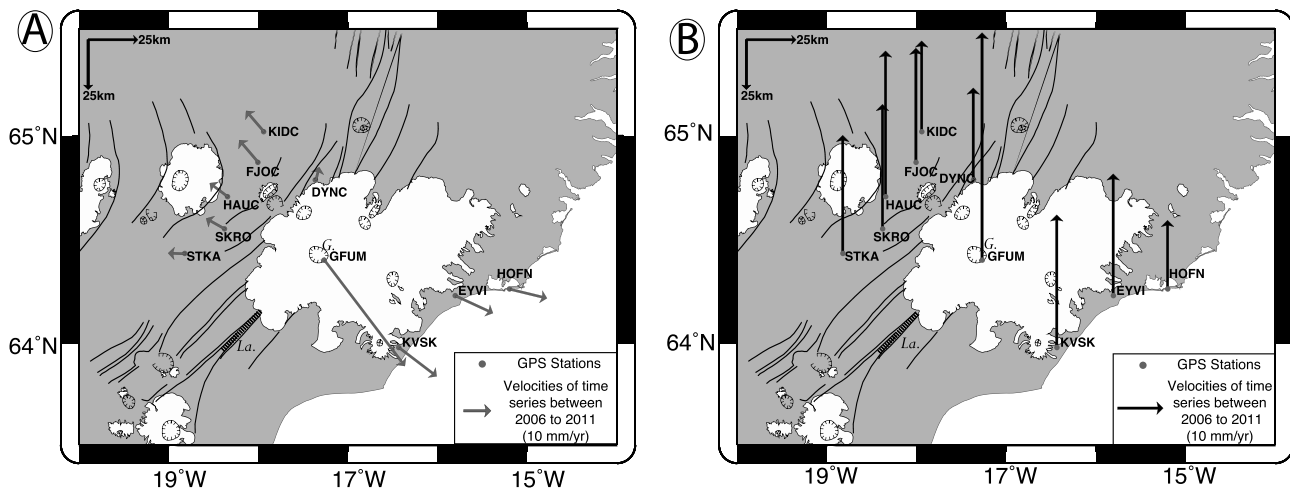 A
25km
25km
KIDC
FJOC
DYNC
HAUC
SKRO
STKA
G.
GFUM
HOFN
EYVI
KVSK
La.
GPS Stations
Velocities of time
series between
2006 to 2011
(10 mm/yr)
65°N
64°N
19°W
17°W
15°W
B
25km
25km
KIDC
FJOC
DYNC
HAUC
SKRO
STKA
G.
GFUM
HOFN
EYVI
KVSK
La.
GPS Stations
Velocities of time
series between
2006 to 2011
(10 mm/yr)
65°N
64°N
19°W
17°W
15°W